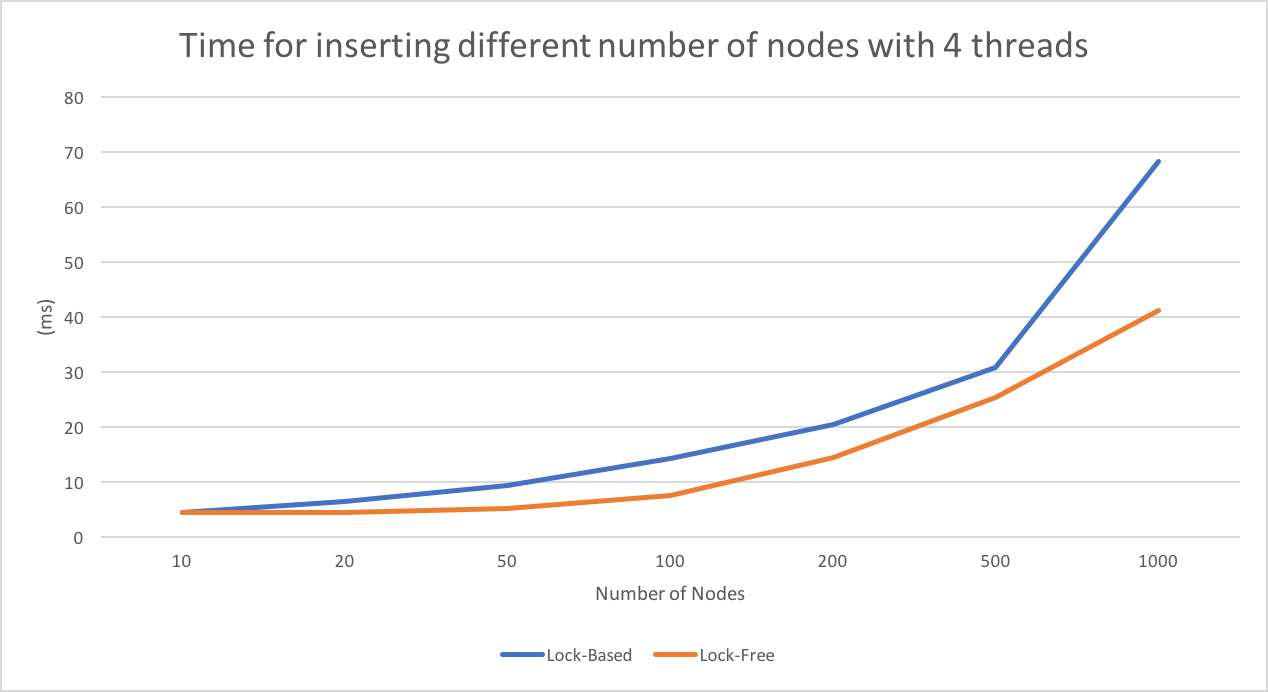 Time for inserting different number of nodes with 4 threads
80
70
60
50
40
30
20
10
0
(ms)
10 20 50 100 200 500 1000
Number of Nodes
Lock-Based Lock-Free